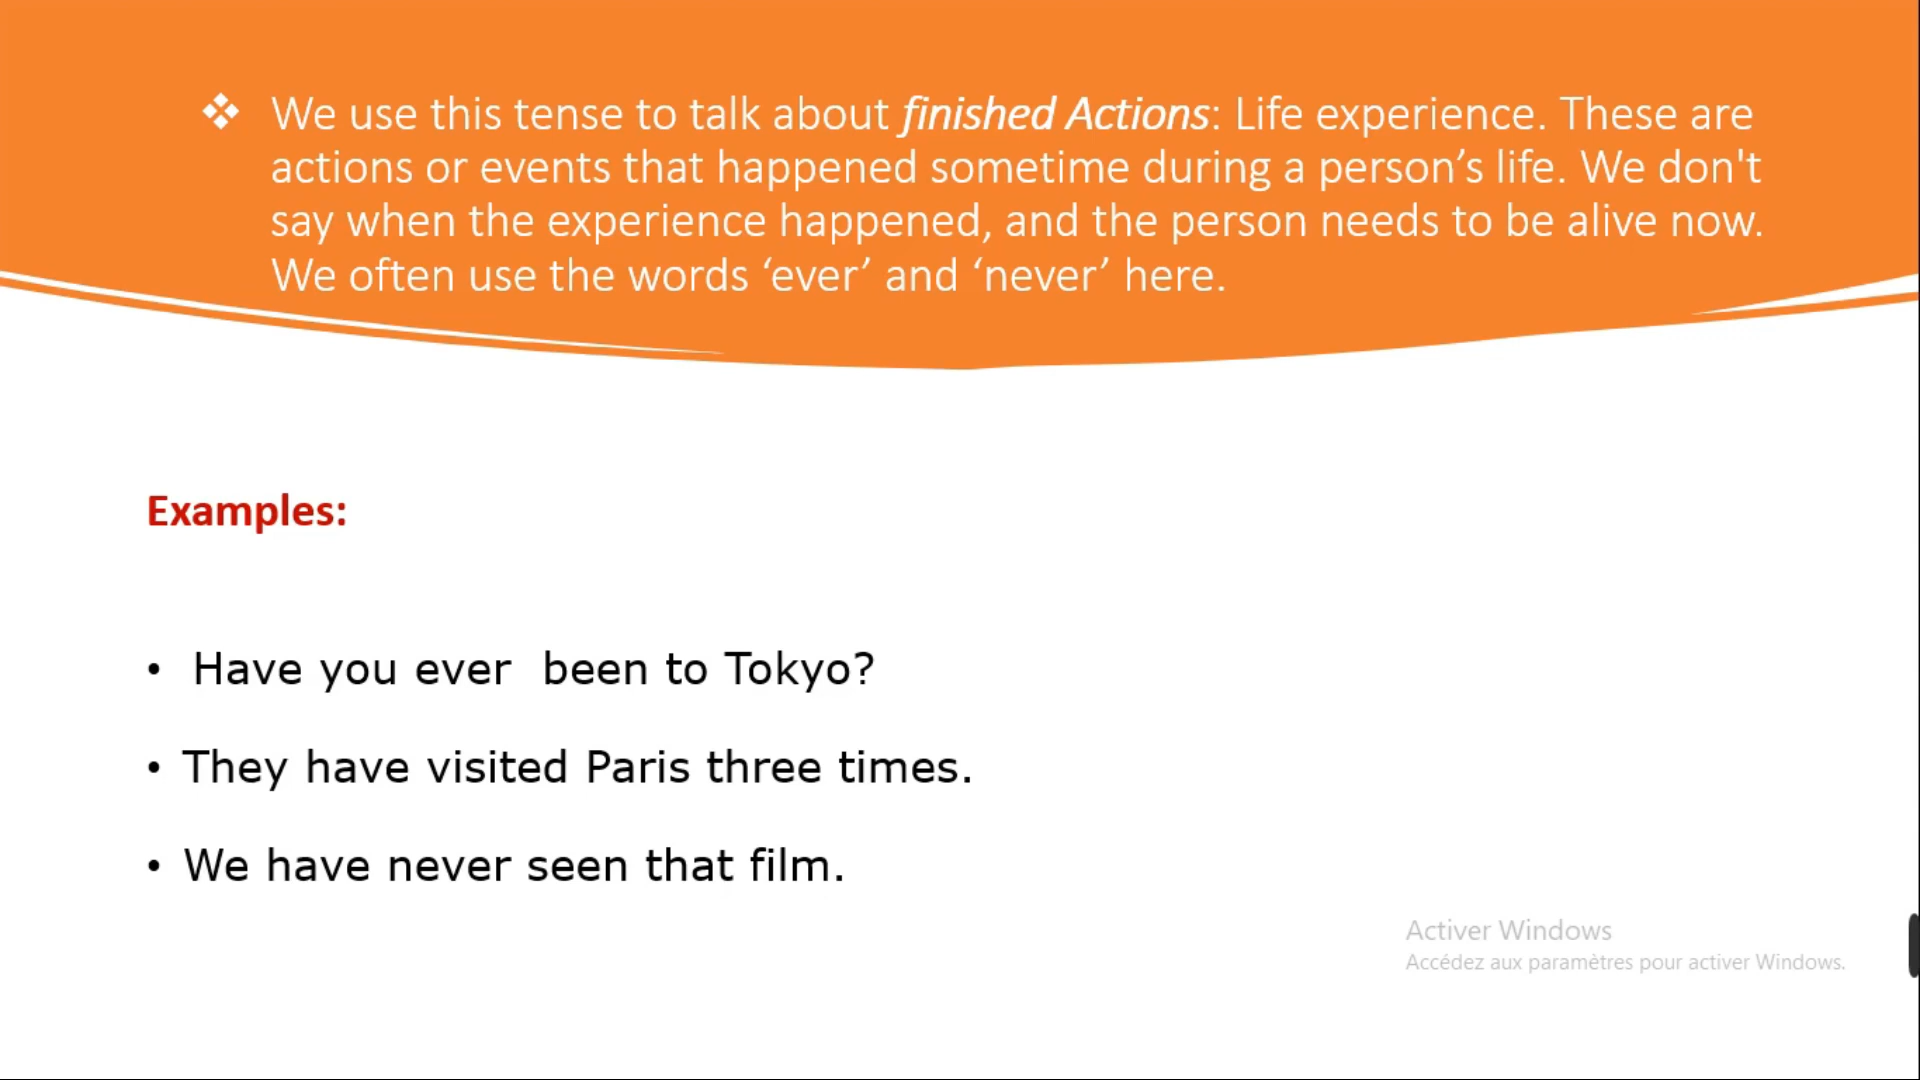 ❖ We use this tense to talk about finished Actions: Life experience. These are
actions or events that happened sometime during a person’s life. We don't
say when the experience happened, and the person needs to be alive now.
We often use the words ‘ever’ and ‘never’ here.
Examples:
• Have you ever  been to Tokyo?
• They have visited Paris three times.
• We have never seen that film.
Activer Windows
Accédez aux paramètres pour activer Windows.